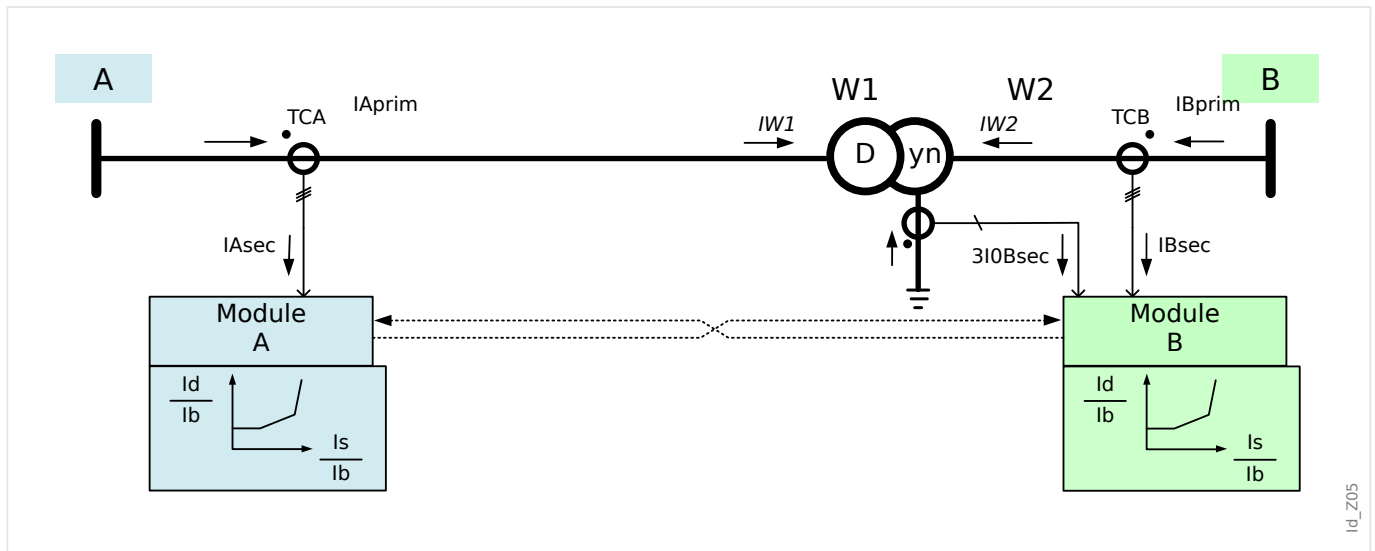 A
B
W1
W2
IAprim
IBprim
TCA
TCB
IW1
IW2
D
yn
IAsec
3I0Bsec
IBsec
Module
A
Module
B
Id
Ib
Is
Ib
Id
Ib
Is
Ib
Id_Z05